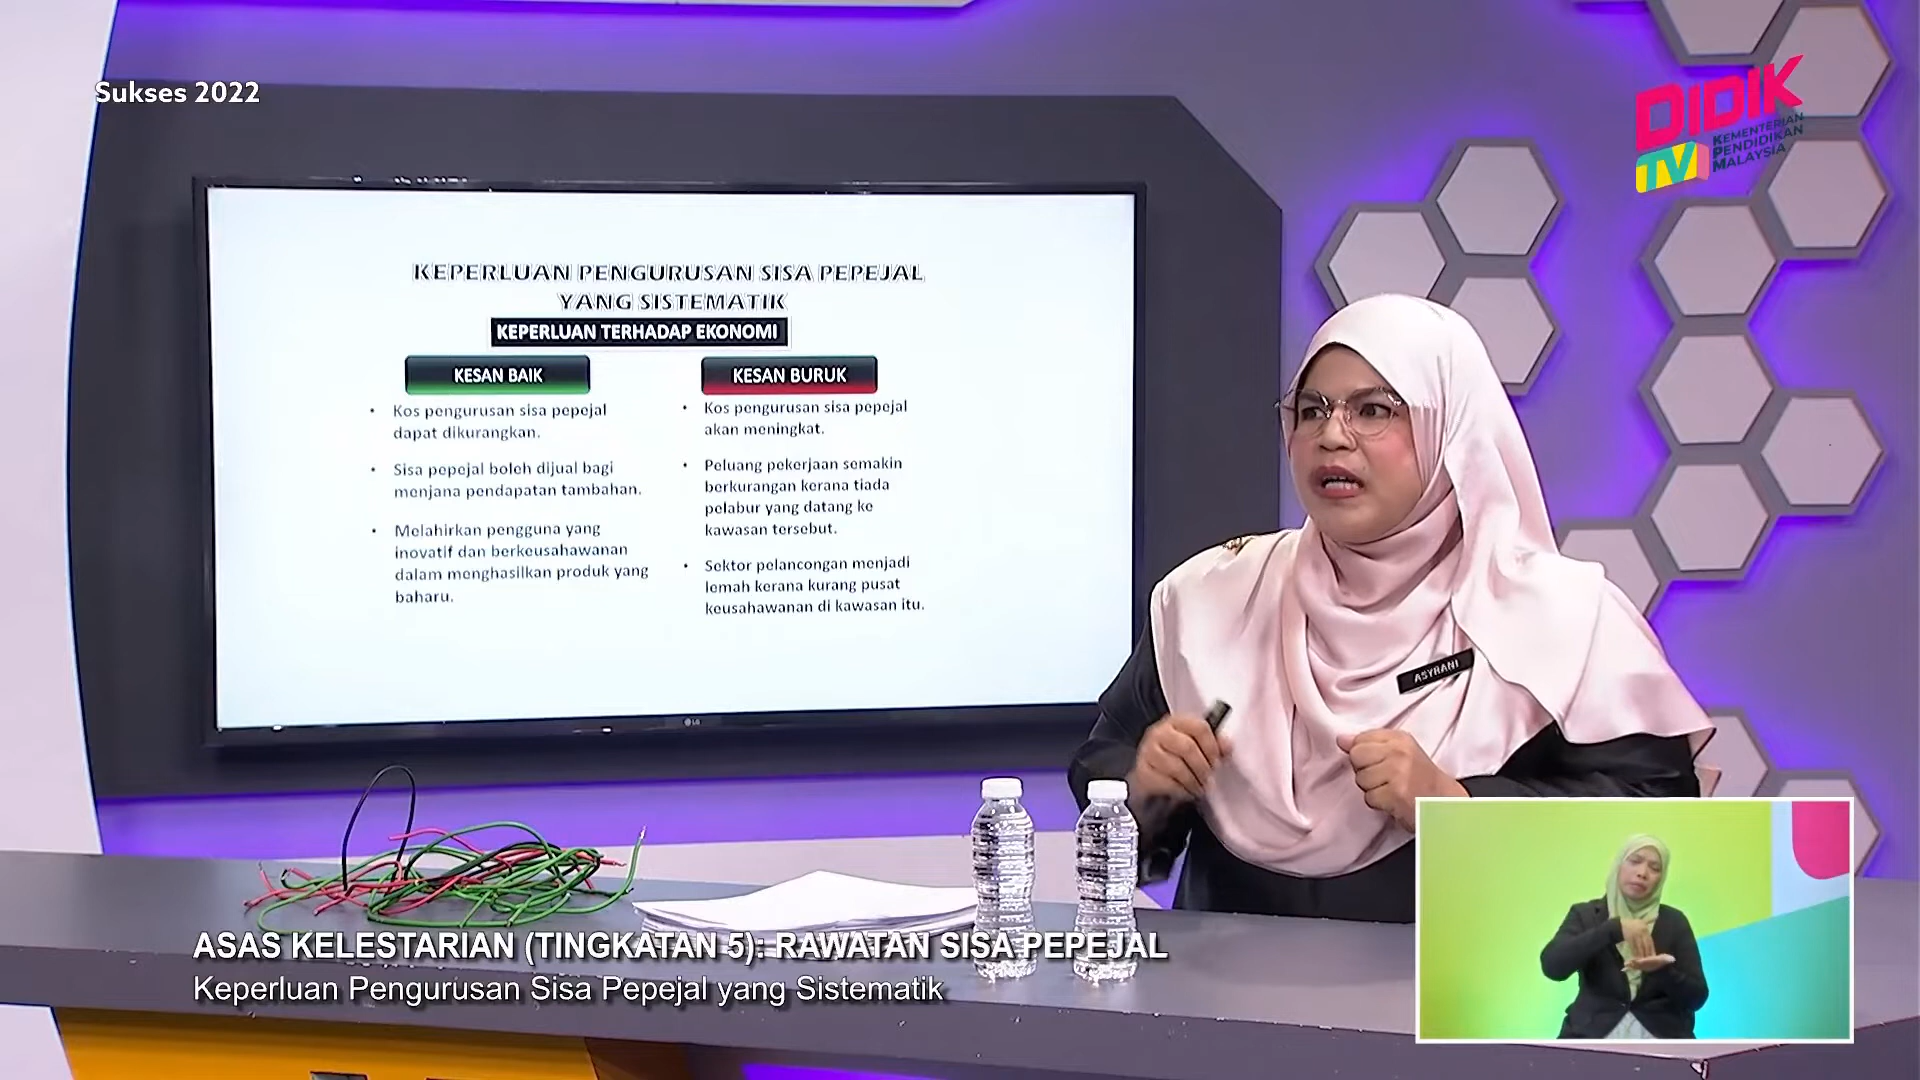 Sukses 2022
DIDIK
TV
KEMENTERIAN
PENDIDIKAN
MALAYSIA
KEPERLUAN PENGURUSAN SISA PEPEJAL
YANG SISTEMATIK
KEPERLUAN TERHADAP EKONOMI
KESAN BAIK
• Kos pengurusan sisa pepejal
dapat dikurangkan.
• Sisa pepejal boleh dijual bagi
menjana pendapatan tambahan.
• Melahirkan pengguna yang
inovatif dan berkeusahawanan
dalam menghasilkan produk yang
baharu.
KESAN BURUK
• Kos pengurusan sisa pepejal
akan meningkat.
• Peluang pekerjaan semakin
berkurangan kerana tiada
pelabur yang datang ke
kawasan tersebut.
• Sektor pelancongan menjadi
lemah kerana kurang pusat
keusahawanan di kawasan itu.
LG
ASYRANI
ASAS KELESTARIAN (TINGKATAN 5): RAWATAN SISA PEPEJAL
Keperluan Pengurusan Sisa Pepejal yang Sistematik